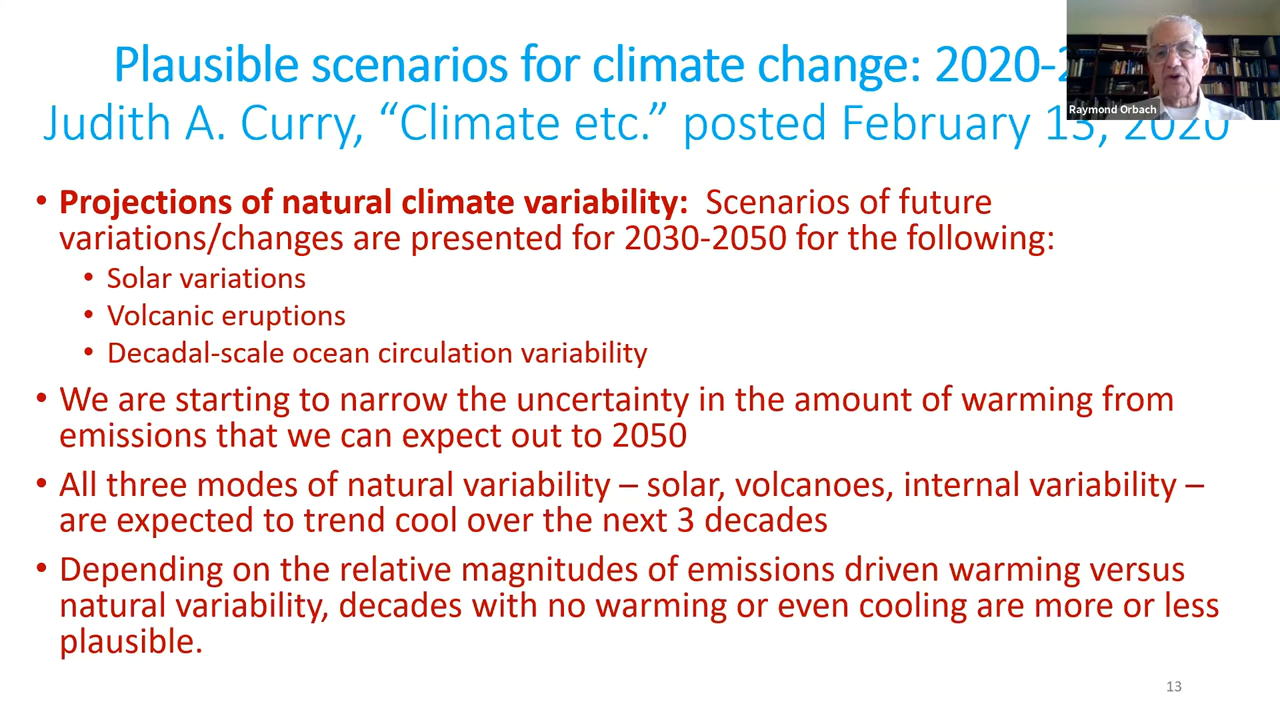 Plausible scenarios for climate change: 2020-2
Judith A. Curry, “Climate etc.” posted February 13, 2020
Raymond Orbach
• Projections of natural climate variability: Scenarios of future
variations/changes are presented for 2030-2050 for the following:
• Solar variations
• Volcanic eruptions
• Decadal-scale ocean circulation variability
• We are starting to narrow the uncertainty in the amount of warming from
emissions that we can expect out to 2050
• All three modes of natural variability – solar, volcanoes, internal variability –
are expected to trend cool over the next 3 decades
• Depending on the relative magnitudes of emissions driven warming versus
natural variability, decades with no warming or even cooling are more or less
plausible.
13